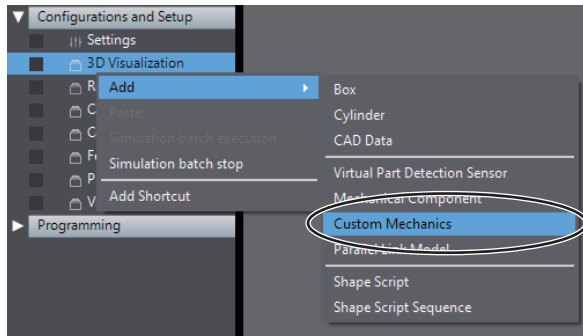 Configurations and Setup
Settings
3D Visualization
R
C
C
Fe
P
V
Programming
Add
Paste
Simulation batch execution
Simulation batch stop
Add Shortcut
Box
Cylinder
CAD Data
Virtual Part Detection Sensor
Mechanical Component
Custom Mechanics
Parallel Link Model
Shape Script
Shape Script Sequence